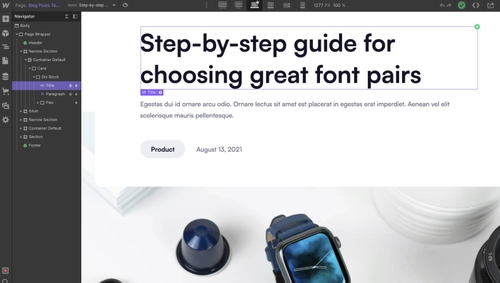 Page: Blog Posts Te...
Step-by-step ...
1277 PX 100 %
Navigator
Body
Page Wrapper
Header
Narrow Section
Container Default
Card
Div Block
H1 Title
Paragraph
Flex
Narrow Section
Container Default
Section
Footer
Step-by-step guide for
choosing great font pairs
H1 Title
Egestas dui id ornare arcu odio. Ornare lectus sit amet est placerat in egestas erat imperdiet. Aenean vel elit
scelerisque mauris pellentesque.
Product August 13, 2021